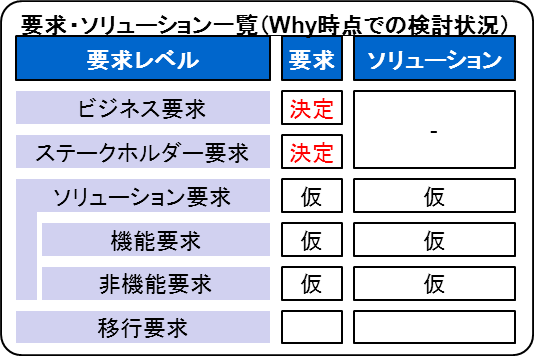 要求・ソリューション一覧（Why時点での検討状況）
要求レベル 要求 ソリューション
ビジネス要求 決定
-
ステークホルダー要求 決定
ソリューション要求 仮 仮
機能要求 仮 仮
非機能要求 仮 仮
移行要求